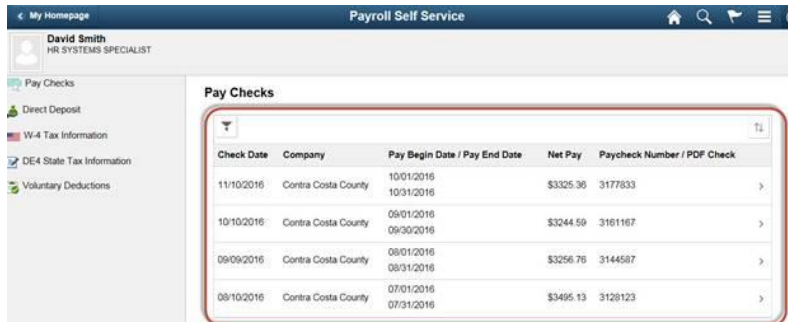 My Homepage
Payroll Self Service
David Smith
HR SYSTEMS SPECIALIST
Pay Checks
Direct Deposit
W-4 Tax Information
DE4 State Tax Information
Voluntary Deductions
Pay Checks
Check Date Company Pay Begin Date / Pay End Date Net Pay Paycheck Number / PDF Check
11/10/2016 Contra Costa County 10/01/2016 10/31/2016 $3325.36 3177833
10/10/2016 Contra Costa County 09/01/2016 09/30/2016 $3244.59 3161167
09/09/2016 Contra Costa County 08/01/2016 08/31/2016 $3256.76 3144587
08/10/2016 Contra Costa County 07/01/2016 07/31/2016 $3495.13 3128123